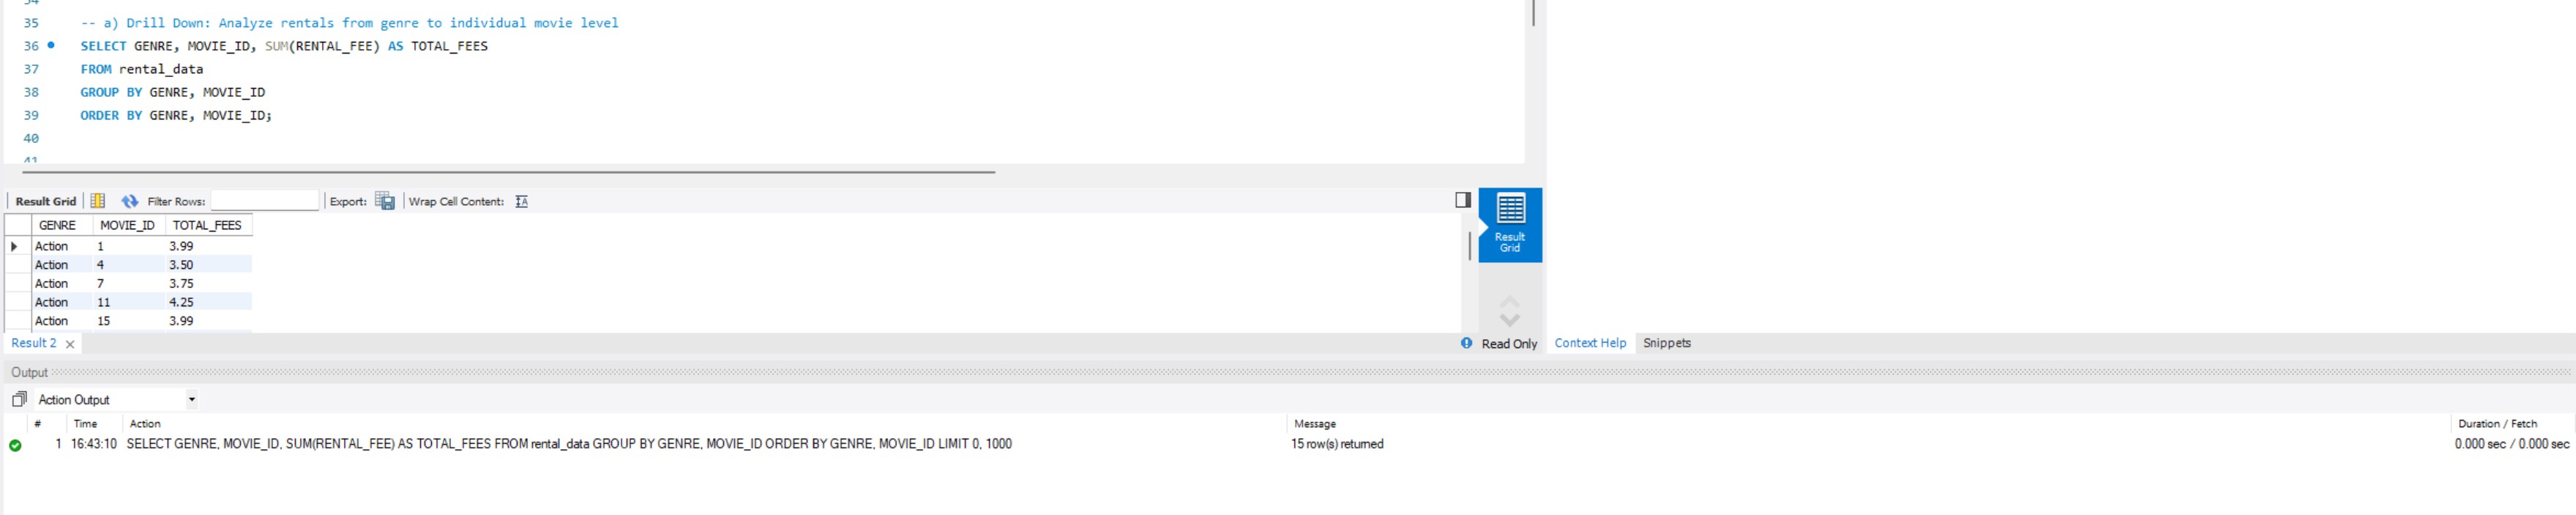 34
35 -- a) Drill Down: Analyze rentals from genre to individual movie level
36 SELECT GENRE, MOVIE_ID, SUM(RENTAL_FEE) AS TOTAL_FEES
37 FROM rental_data
38 GROUP BY GENRE, MOVIE_ID
39 ORDER BY GENRE, MOVIE_ID;
40
41
Result Grid Filter Rows: Export: Wrap Cell Content:
GENRE MOVIE_ID TOTAL_FEES
Action 1 3.99
Action 4 3.50
Action 7 3.75
Action 11 4.25
Action 15 3.99
Result
Grid
Result 2 Read Only Context Help Snippets
Output
Action Output
# Time Action Message Duration / Fetch
1 16:43:10 SELECT GENRE, MOVIE_ID, SUM(RENTAL_FEE) AS TOTAL_FEES FROM rental_data GROUP BY GENRE, MOVIE_ID ORDER BY GENRE, MOVIE_ID LIMIT 0, 1000 15 row(s) returned 0.000 sec / 0.000 sec